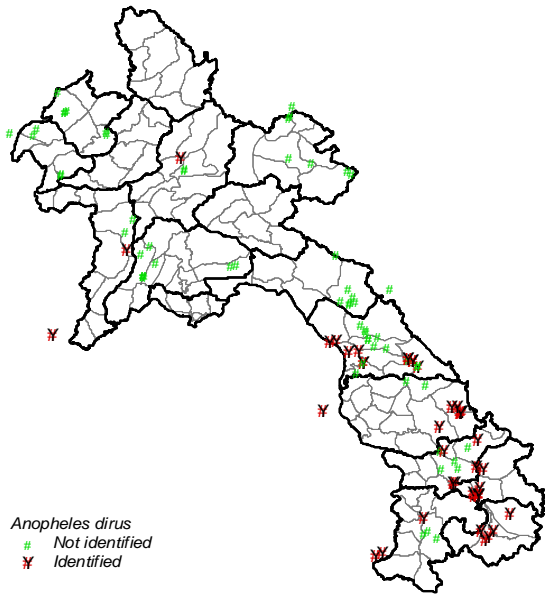 Anopheles dirus
# Not identified
¥ Identified